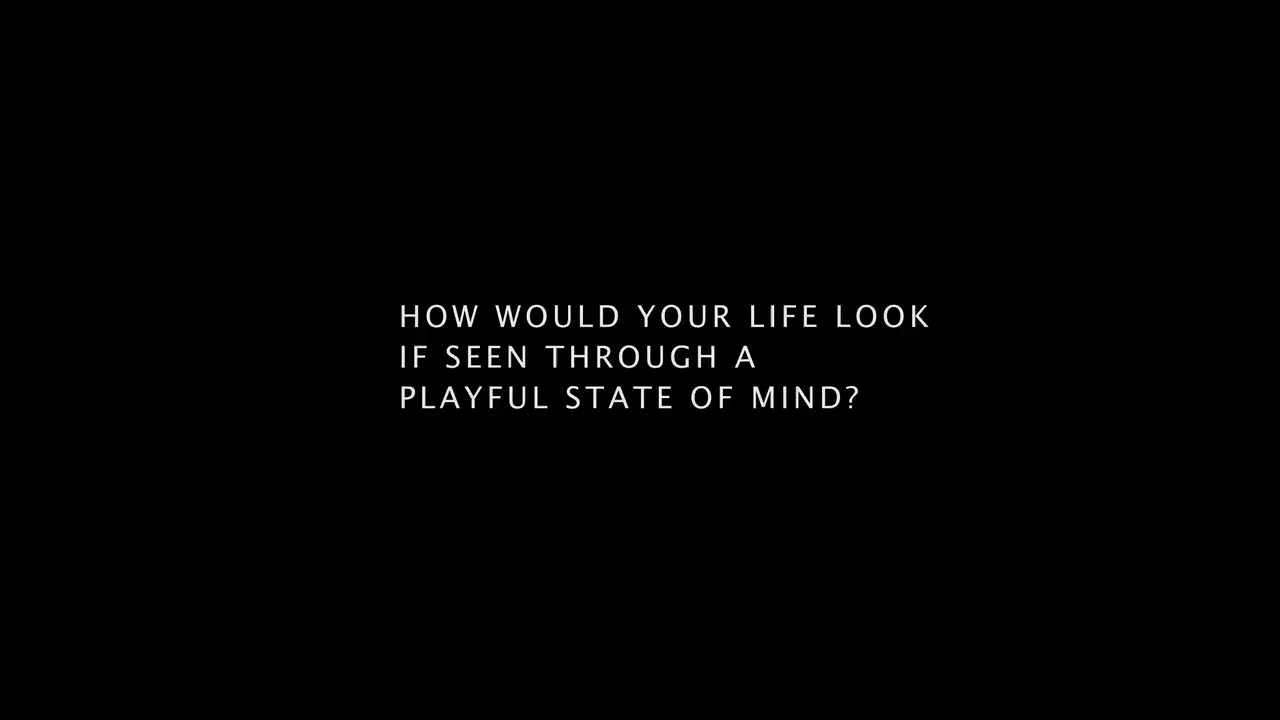 HOW WOULD YOUR LIFE LOOK
IF SEEN THROUGH A
PLAYFUL STATE OF MIND?